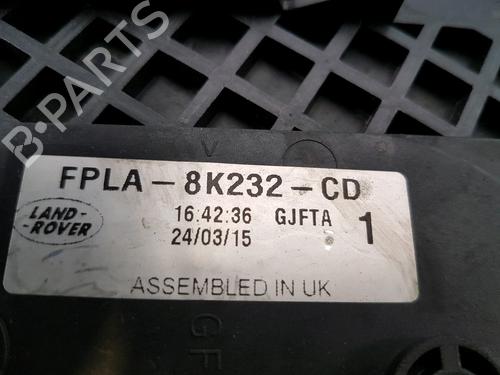 B-PARTS
FPLA-8K232-CD
LAND-
-ROVER
16:42:36 GJFTA 1
24/03/15
ASSEMBLED IN UK